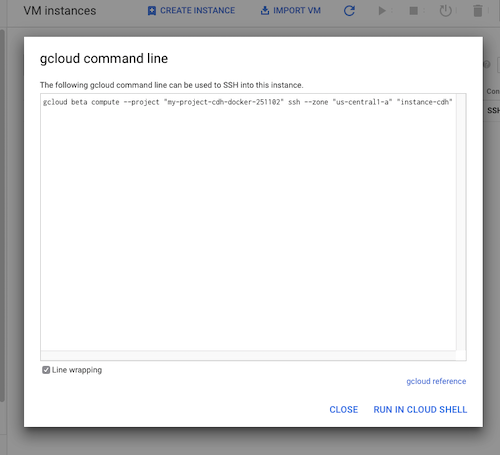 VM instances
CREATE INSTANCE
IMPORT VM
gcloud command line
The following gcloud command line can be used to SSH into this instance.
gcloud beta compute --project "my-project-cdh-docker-251102" ssh --zone "us-central1-a" "instance-cdh"
Con
SSH
Line wrapping
gcloud reference
CLOSE
RUN IN CLOUD SHELL